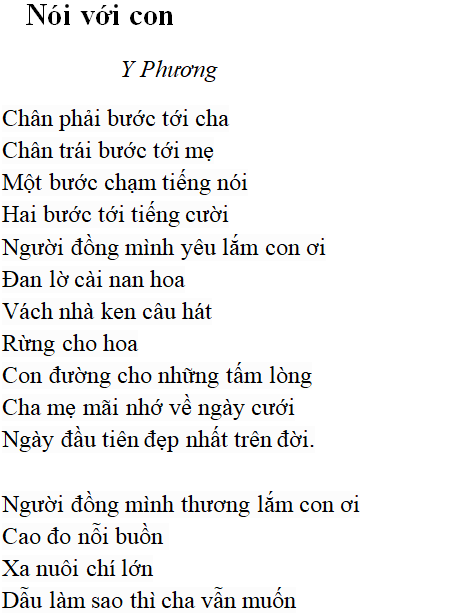 Nói với con
Y Phương
Chân phải bước tới cha
Chân trái bước tới mẹ
Một bước chạm tiếng nói
Hai bước tới tiếng cười
Người đồng mình yêu lắm con ơi
Đan lờ cài nan hoa
Vách nhà ken câu hát
Rừng cho hoa
Con đường cho những tấm lòng
Cha mẹ mãi nhớ về ngày cưới
Ngày đầu tiên đẹp nhất trên đời.
Người đồng mình thương lắm con ơi
Cao đo nỗi buồn
Xa nuôi chí lớn
Dẫu làm sao thì cha vẫn muốn